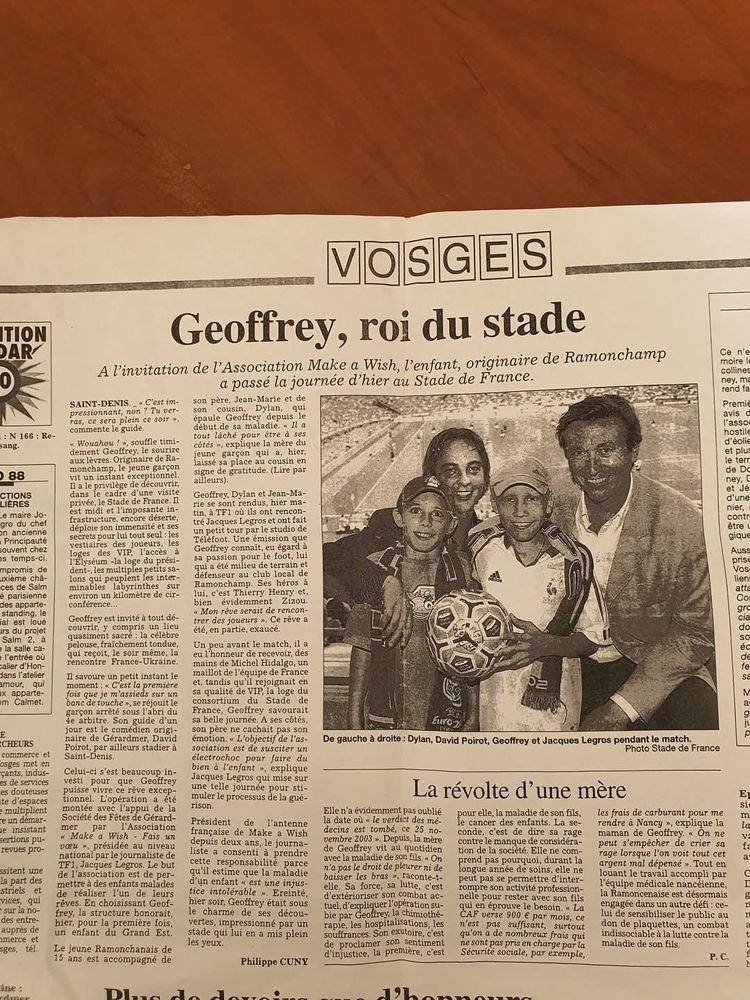 VOSGES
Geoffrey, roi du stade
A l'invitation de l'Association Make a Wish, l'enfant, originaire de Ramonchamp
a passé la journée d'hier au Stade de France.
SAINT-DENIS. _ « C'est im-
pressionnant, non ? Tu ver-
ras, ce sera plein ce soir »,
commente le guide.
« Wouahou ! », souffle timi-
dement Geoffrey, le sourire
aux lèvres. Originaire de Ra-
monchamp, le jeune garçon
vit un instant exceptionnel.
Il a le privilège de découvrir,
dans le cadre d'une visite
privée, le Stade de France. Il
est midi et l'imposante in-
frastructure, encore déserte,
déploie son immensité et ses
secrets pour lui tout seul : les
vestiaires des joueurs, les
loges des VIP, l'accès à
l'Elyséum -la loge du prési-
dent-, les multiples petits sa-
lons qui peuplent les inter-
minables labyrinthes sur
environ un kilomètre de cir-
conférence...
Geoffrey est invité à tout dé-
couvrir, y compris un lieu
quasiment sacré : la célèbre
pelouse, fraîchement tondue,
qui reçoit, le soir même, la
rencontre France-Ukraine.
Il savoure un petit instant le
moment : « C'est la première
fois que je m'assieds sur un
banc de touche », se réjouit le
garçon arrêté sous l'abri du
4e arbitre. Son guide d'un
jour est le comédien origi-
naire de Gérardmer, David
Poirot, par ailleurs stadier à
Saint-Denis.
Celui-ci s'est beaucoup in-
vesti pour que Geoffrey
puisse vivre ce rêve excep-
tionnel. L'opération a été
montée avec l'appui de la
Société des Fêtes de Gérard-
mer par l'Association
« Make a Wish - Fais un
vœu », présidée au niveau
national par le journaliste de
TF1, Jacques Legros. Le but
de l'association est de per-
mettre à des enfants malades
de réaliser l'un de leurs
rêves. En choisissant Geof-
frey, la structure honorait,
hier, pour la première fois,
un enfant du Grand Est.
Le jeune Ramonchanais de
15 ans est accompagné de
son père, Jean-Marie et de
son cousin, Dylan, qui
épaule Geoffrey depuis le
début de sa maladie. « Il a
tout lâché pour être à ses
côtés », explique la mère du
jeune garçon qui a, hier,
laissé sa place au cousin en
signe de gratitude. (Lire par
ailleurs).
Geoffrey, Dylan et Jean-Ma-
rie se sont rendus, hier ma-
tin, à TF1 où ils ont rencon-
tré Jacques Legros et ont fait
un petit tour par le studio de
Téléfoot. Une émission que
Geoffrey connaît, eu égard à
sa passion pour le foot, lui
qui a été milieu de terrain et
défenseur au club local de
Ramonchamp. Ses héros à
lui, c'est Thierry Henry et,
bien évidemment Zizou.
« Mon rêve serait de rencon-
trer des joueurs ». Ce rêve a
été, en partie, exaucé.
Un peu avant le match, il a
eu l'honneur de recevoir, des
mains de Michel Hidalgo, un
maillot de l'équipe de France
et, tandis qu'il rejoignait en
sa qualité de VIP, la loge du
consortium du Stade de
France, Geoffrey savourait
sa belle journée. A ses côtés,
son père ne cachait pas son
émotion. « L'objectif de l'as-
sociation est de susciter un
électrochoc pour faire du
bien à l'enfant », explique
Jacques Legros qui mise sur
une telle journée pour sti-
muler le processus de la gué-
rison.
Président de l'antenne
française de Make a Wish
depuis deux ans, le journa-
liste a consenti à prendre
cette responsabilité parce
qu'il estime que la maladie
d'un enfant « est une injus-
tice intolérable ». Ereinté,
hier soir, Geoffrey était sous
le charme de ses décou-
vertes, impressionné par un
stade qui lui en a mis plein
les yeux.
Philippe CUNY
De gauche à droite : Dylan, David Poirot, Geoffrey et Jacques Legros pendant le match.
Photo Stade de France
La révolte d'une mère
Elle n'a évidemment pas oublié
la date où « le verdict des mé-
decins est tombé, ce 25 no-
vembre 2003 ». Depuis, la mère
de Geoffrey vit au quotidien
avec la maladie de son fils. « On
n'a pas le droit de pleurer ni de
baisser les bras », raconte-t-
elle. Sa force, sa lutte, c'est
d'extérioriser son combat ac-
tuel, d'expliquer l'opération su-
bie par Geoffrey, la chimiothé-
rapie, les hospitalisations, les
souffrances. Son exutoire, c'est
de proclamer son sentiment
d'injustice, la première, c'est
pour elle, la maladie de son fils,
le cancer des enfants. La se-
conde, c'est de dire sa rage
contre le manque de considéra-
tion de la société. Elle ne com-
prend pas pourquoi, durant la
longue année de soins, elle ne
peut pas se permettre d'inter-
rompre son activité profession-
nelle pour rester avec son fils
qui en éprouve le besoin. « La
CAF verse 900 € par mois, ce
n'est pas suffisant, surtout
qu'on a de nombreux frais qui
ne sont pas pris en charge par la
Sécurité sociale, par exemple,
les frais de carburant pour me
rendre à Nancy », explique la
maman de Geoffrey. « On ne
peut s'empêcher de crier sa
rage lorsque l'on voit tout cet
argent mal dépensé ». Tout en
louant le travail accompli par
l'équipe médicale nancéienne,
la Ramoncenaise est désormais
engagée dans un autre défi : ce-
lui de sensibiliser le public au
don de plaquettes, un combat
indissociable à la lutte contre la
maladie de son fils.
P. C.
Plus de devoirs que d'honneurs